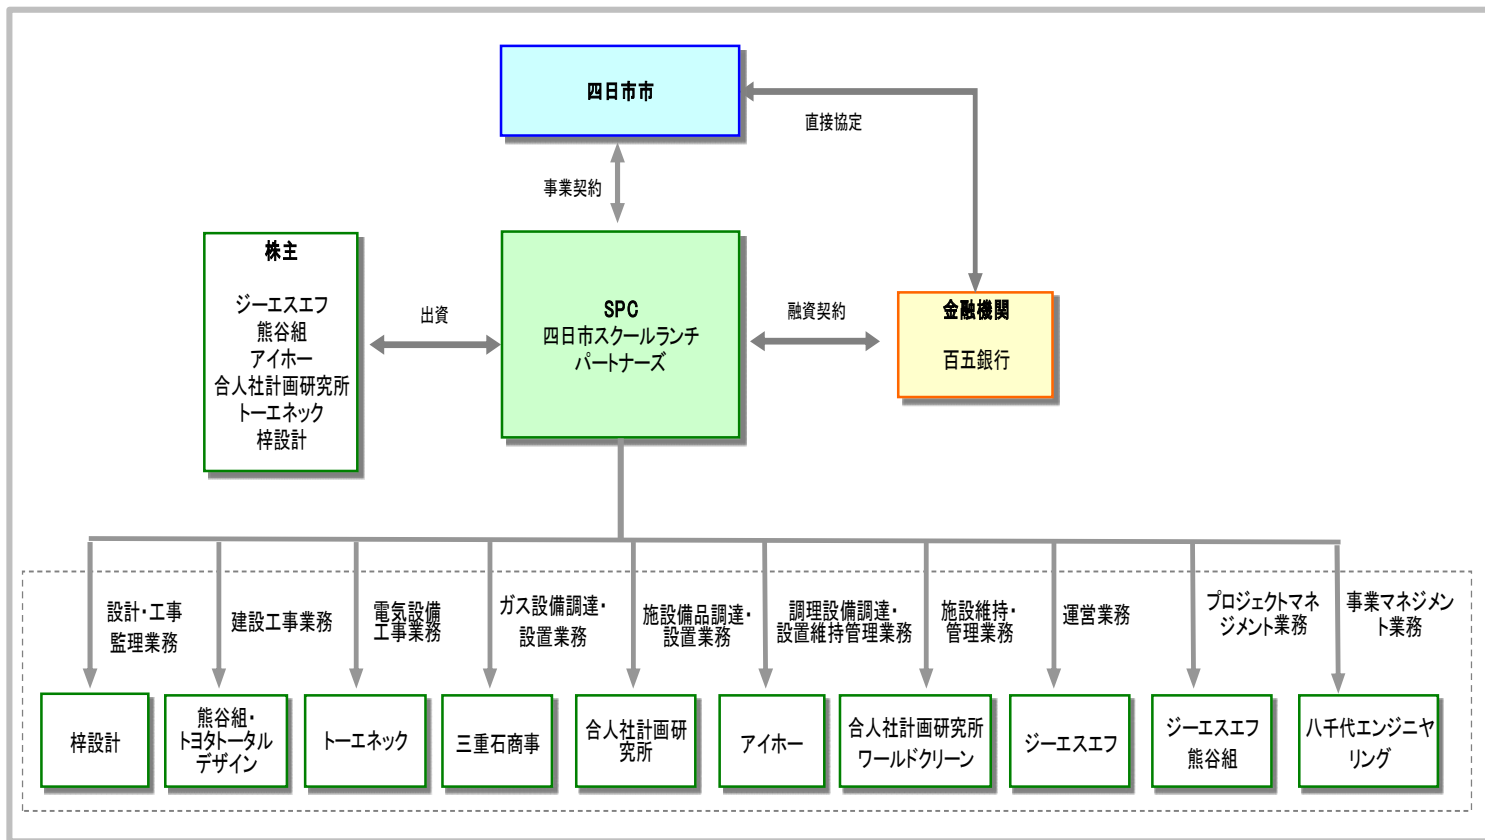 四日市市
直接協定
事業契約
株主
ジーエスエフ
熊谷組
アイホー
合人社計画研究所
トーエネック
梓設計
出資
SPC
四日市スクールランチ
パートナーズ
融資契約
金融機関
百五銀行
設計・工事
監理業務
建設工事業務
電気設備
工事業務
ガス設備調達・
設置業務
施設備品調達・
設置業務
調理設備調達・
設置維持管理業務
施設維持・
管理業務
運営業務
プロジェクトマネ
ジメント業務
事業マネジメン
ト業務
梓設計
熊谷組・
トヨタトータル
デザイン
トーエネック
三重石商事
合人社計画研
究所
アイホー
合人社計画研究所
ワールドクリーン
ジーエスエフ
ジーエスエフ
熊谷組
八千代エンジニヤ
リング